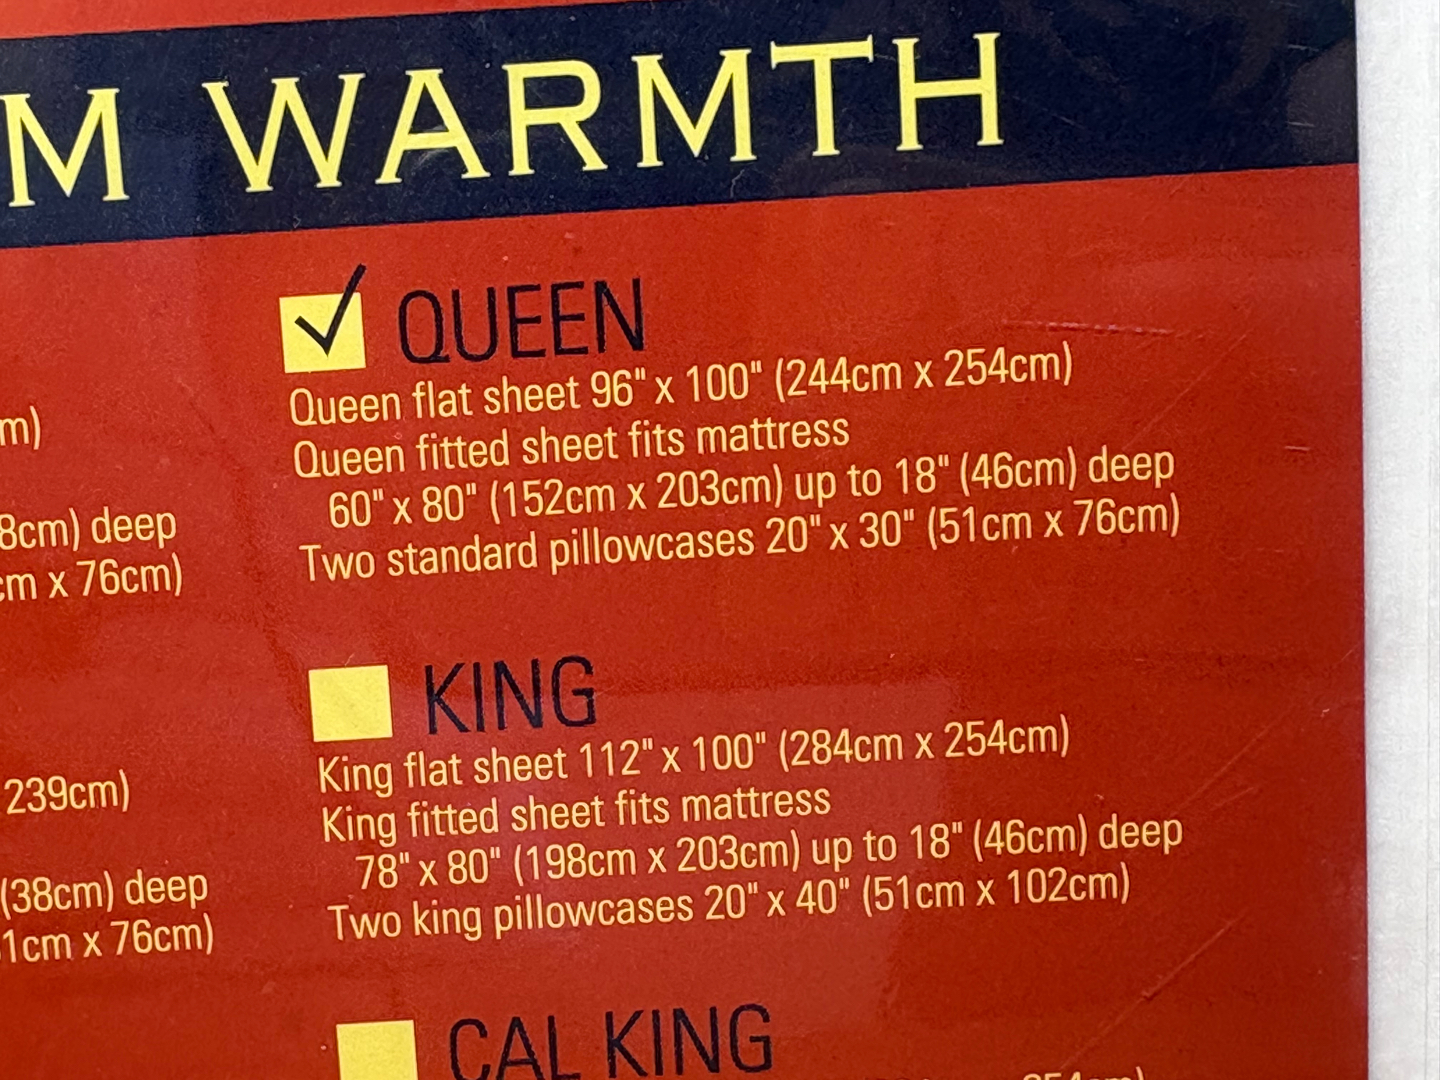 M WARMTH
QUEEN
Queen flat sheet 96" x 100" (244cm x 254cm)
Queen fitted sheet fits mattress
60" x 80" (152cm x 203cm) up to 18" (46cm) deep
Two standard pillowcases 20" x 30" (51cm x 76cm)
KING
King flat sheet 112" x 100" (284cm x 254cm)
King fitted sheet fits mattress
78" x 80" (198cm x 203cm) up to 18" (46cm) deep
Two king pillowcases 20" x 40" (51cm x 102cm)
CAL KING
m)
8cm) deep
cm x 76cm)
239cm)
(38cm) deep
1cm x 76cm)